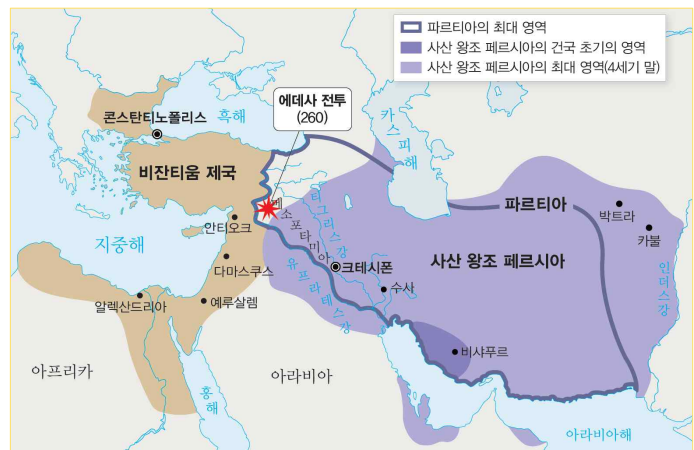 파르티아의 최대 영역
사산 왕조 페르시아의 건국 초기의 영역
사산 왕조 페르시아의 최대 영역(4세기 말)
에데사 전투
(260)
콘스탄티노폴리스
흑해
카스피해
비잔티움 제국
파르티아
박트라
카불
메소포타미아
티그리스강
안티오크
지중해
사산 왕조 페르시아
크테시폰
인더스강
다마스쿠스
유프라테스강
수사
알렉산드리아
예루살렘
비샤푸르
아프리카
아라비아
홍해
아라비아해